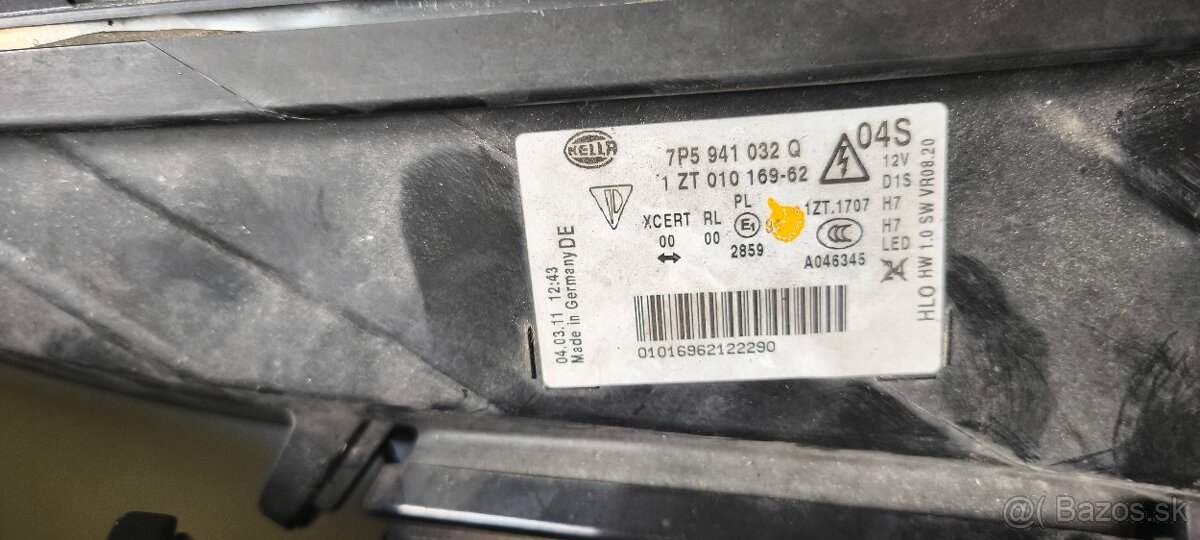 HELLA
7P5 941 032 Q
1 ZT 010 169-62
04S
12V
D1S
H7
H7
LED
XCERT RL PL
00 00
E1
2859
1ZT.1707
CCC
A046345
04.03.11 12:43
Made in Germany DE
HLO HW 1.0 SW VR08.20
01016962122290
@( Bazos.sk